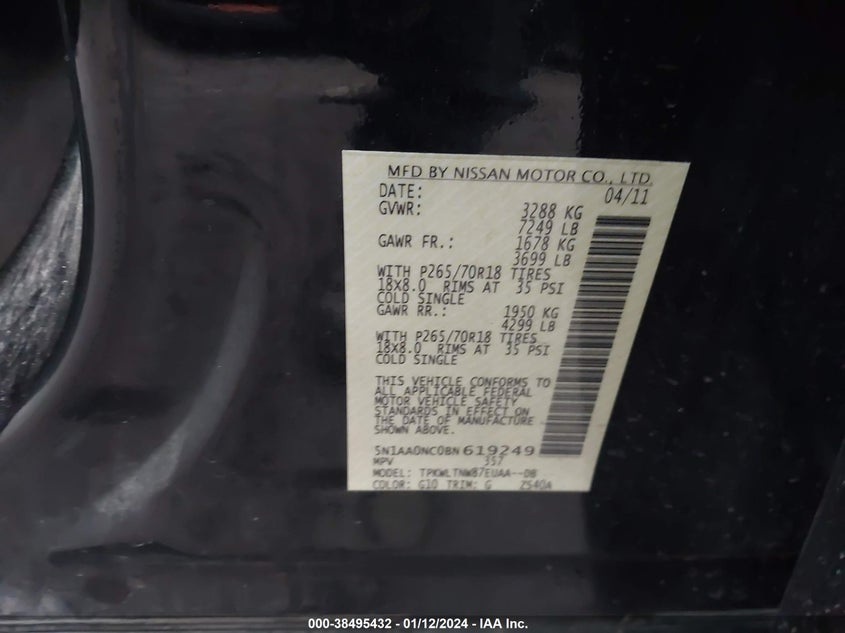 MFD BY NISSAN MOTOR CO., LTD.
DATE: 04/11
GVWR: 3288 KG
7249 LB
GAWR FR.: 1678 KG
3699 LB
WITH P265/70R18 TIRES
18X8.0 RIMS AT 35 PSI
COLD SINGLE
GAWR RR.: 1950 KG
4299 LB
WITH P265/70R18 TIRES
18X8.0 RIMS AT 35 PSI
COLD SINGLE
THIS VEHICLE CONFORMS TO
ALL APPLICABLE FEDERAL
MOTOR VEHICLE SAFETY
STANDARDS IN EFFECT ON
THE DATE OF MANUFACTURE
SHOWN ABOVE.
5N1AA0NC0BN619249
MPV 357
MODEL: TPKWLTNW87EUAA--DB
COLOR: G10 TRIM: G ZS40A
000-38495432 - 01/12/2024 - IAA Inc.